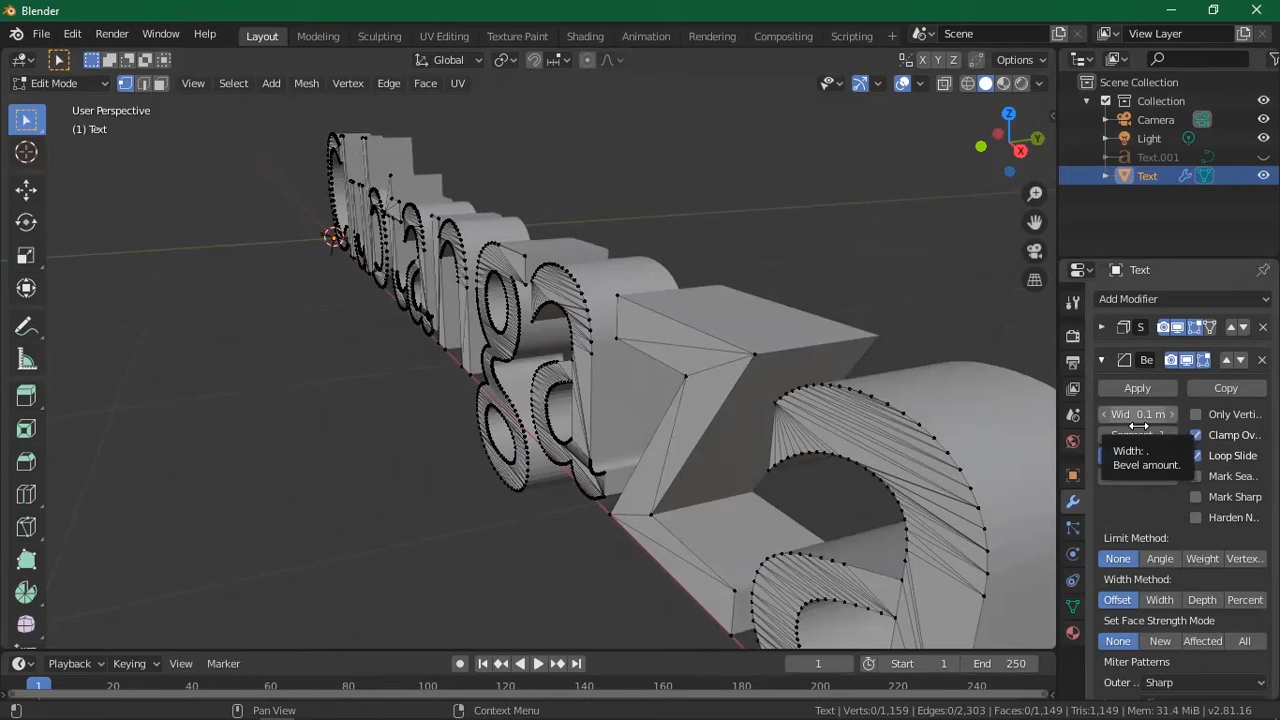 Blender
File Edit Render Window Help Layout Modeling Sculpting UV Editing Texture Paint Shading Animation Rendering Compositing Scripting + Scene View Layer
Global X Y Z Options
Edit Mode View Select Add Mesh Vertex Edge Face UV
User Perspective
(1) Text
Z
Y
X
Scene Collection
Collection
Camera
Light
Text.001
Text
Text
Add Modifier
S
Be
Apply Copy
Wid 0.1 m Only Verti..
Clamp Ov..
Width: .
Loop Slide
Bevel amount.
Mark Sea..
Mark Sharp
Harden N..
Limit Method:
None Angle Weight Vertex..
Width Method:
Offset Width Depth Percent
Set Face Strength Mode
None New Affected All
Miter Patterns
Outer .. Sharp
Playback Keying View Marker 1 Start 1 End 250
1 20 40 60 80 100 120 140 160 180 200 220 240
Pan View Context Menu Text | Verts:0/1,159 | Edges:0/2,303 | Faces:0/1,149 | Tris:1,149 | Mem: 31.4 MiB | v2.81.16